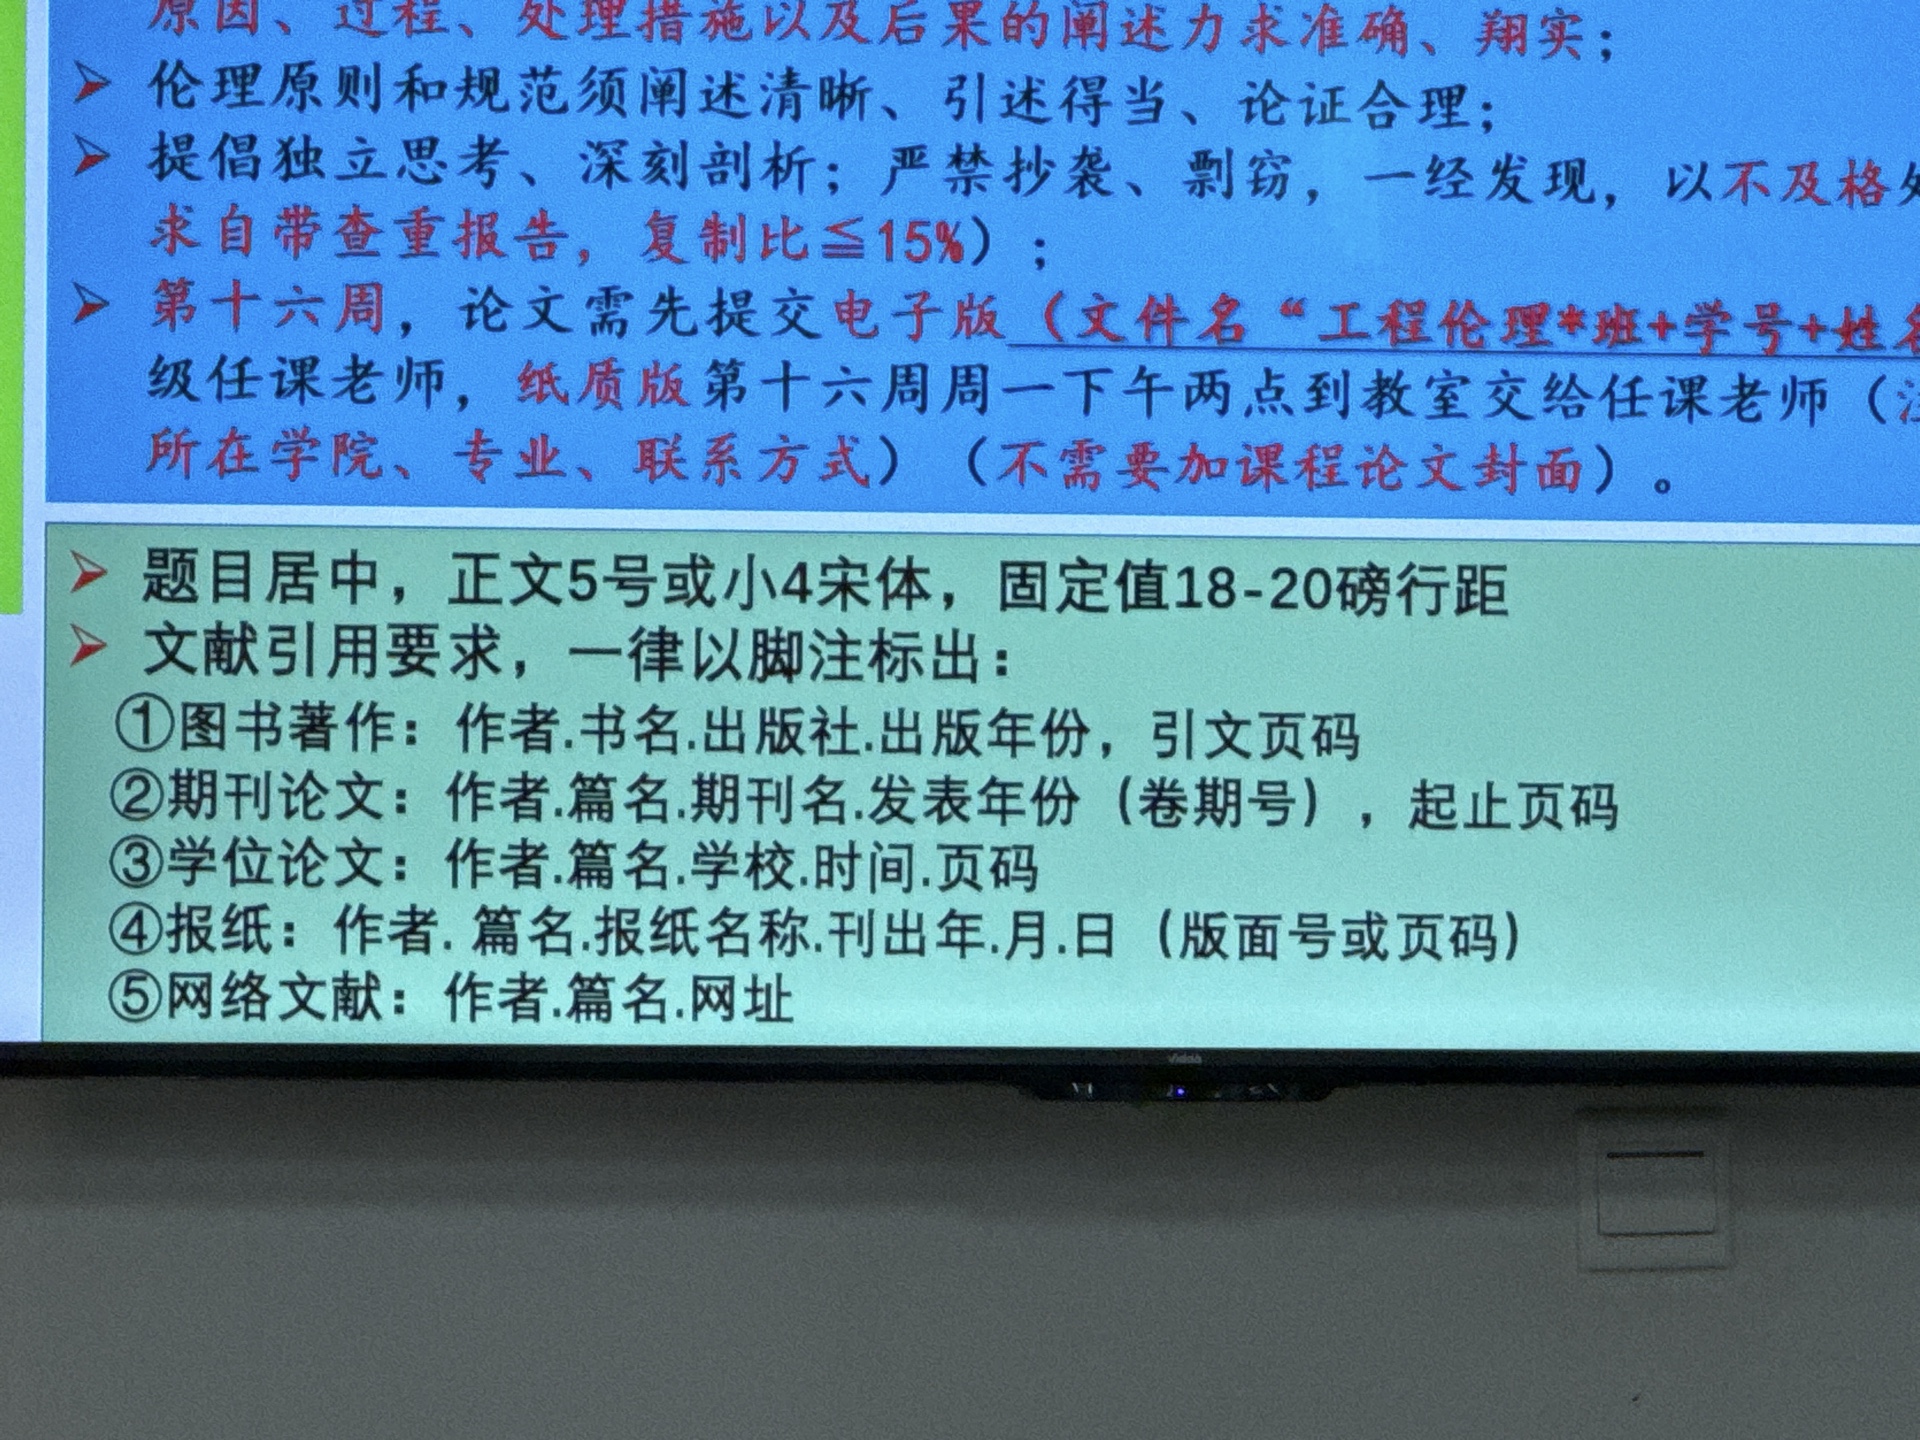 原因、过程、处理措施以及后果的阐述力求准确、翔实；
伦理原则和规范须阐述清晰、引述得当、论证合理；
提倡独立思考、深刻剖析；严禁抄袭、剽窃，一经发现，以不及格
求自带查重报告，复制比≦15%）；
第十六周，论文需先提交电子版（文件名“工程伦理*班+学号+姓名
级任课老师，纸质版第十六周周一下午两点到教室交给任课老师（
所在学院、专业、联系方式）（不需要加课程论文封面）。
题目居中，正文5号或小4宋体，固定值18-20磅行距
文献引用要求，一律以脚注标出：
①图书著作：作者.书名.出版社.出版年份，引文页码
②期刊论文：作者.篇名.期刊名.发表年份（卷期号），起止页码
③学位论文：作者.篇名.学校.时间.页码
④报纸：作者. 篇名.报纸名称.刊出年.月.日（版面号或页码）
⑤网络文献：作者.篇名.网址
Vidda